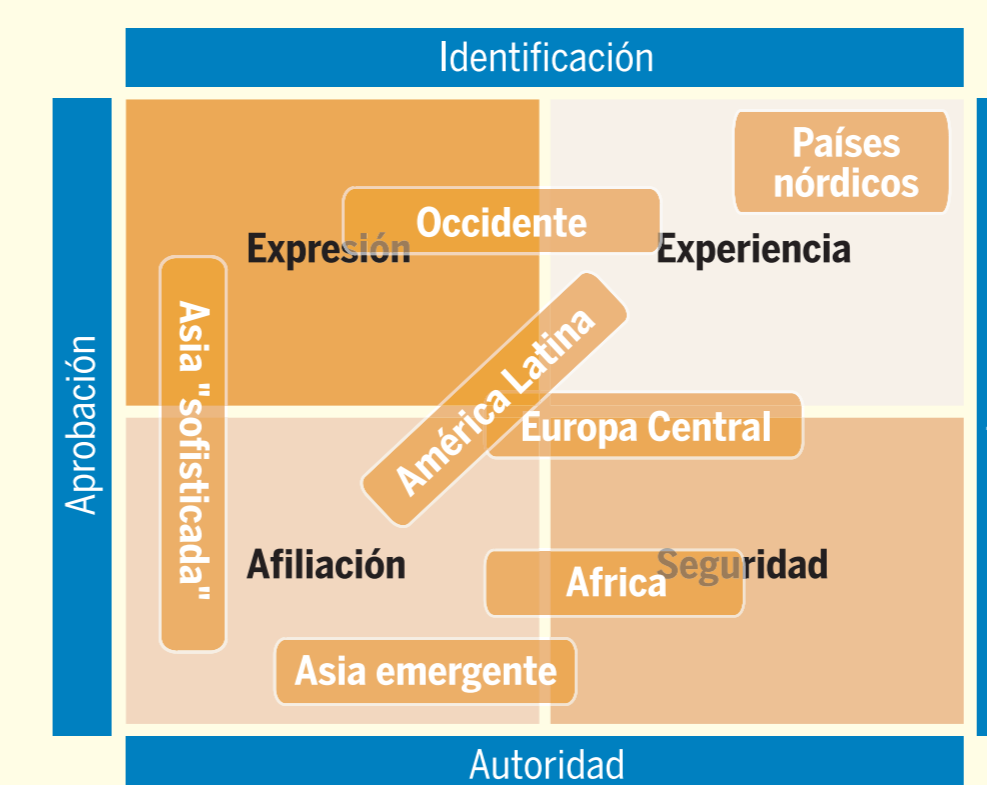 Identificación
Países
nórdicos
Occidente
Expresión
Experiencia
Aprobación
Asia "sofisticada"
América Latina
Europa Central
Afiliación
Seguridad
Africa
Asia emergente
Autoridad